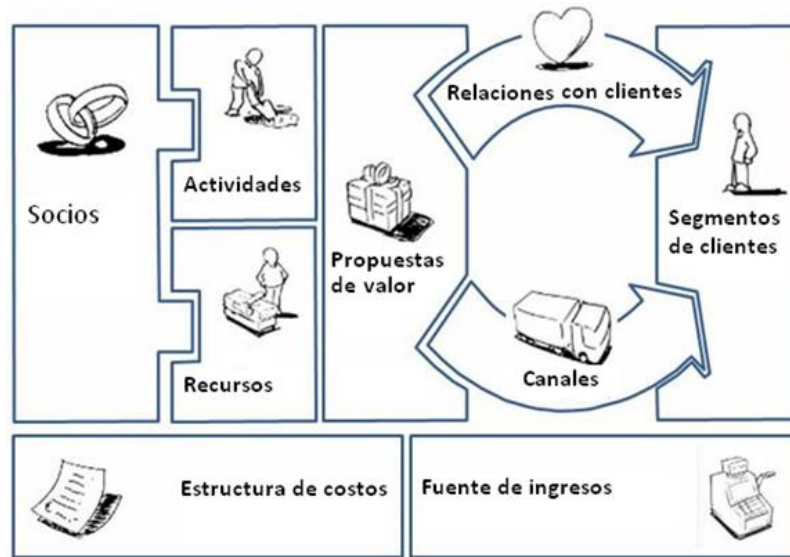 Socios
Actividades
Recursos
Propuestas
de valor
Relaciones con clientes
Canales
Segmentos
de clientes
Estructura de costos
Fuente de ingresos